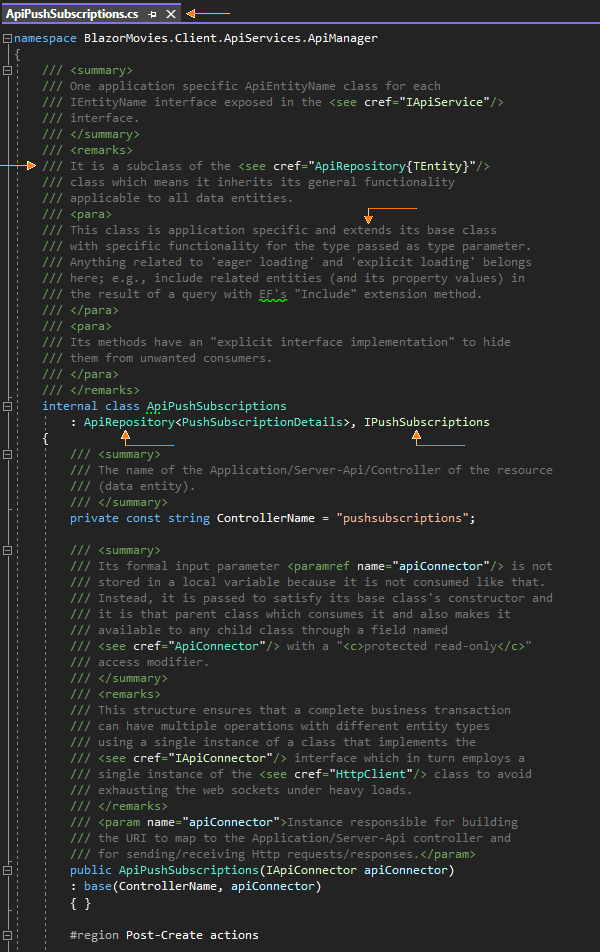 ApiPushSubscriptions.cs
namespace BlazorMovies.Client.ApiServices.ApiManager
{
/// <summary>
/// One application specific ApiEntityName class for each
/// IEntityName interface exposed in the <see cref="IApiService"/>
/// interface.
/// </summary>
/// <remarks>
/// It is a subclass of the <see cref="ApiRepository{TEntity}"/>
/// class which means it inherits its general functionality
/// applicable to all data entities.
/// <para>
/// This class is application specific and extends its base class
/// with specific functionality for the type passed as type parameter.
/// Anything related to 'eager loading' and 'explicit loading' belongs
/// here; e.g., include related entities (and its property values) in
/// the result of a query with EF's "Include" extension method.
/// </para>
/// <para>
/// Its methods have an "explicit interface implementation" to hide
/// them from unwanted consumers.
/// </para>
/// </remarks>
internal class ApiPushSubscriptions
: ApiRepository<PushSubscriptionDetails>, IPushSubscriptions
{
/// <summary>
/// The name of the Application/Server-Api/Controller of the resource
/// (data entity).
/// </summary>
private const string ControllerName = "pushsubscriptions";
/// <summary>
/// Its formal input parameter <paramref name="apiConnector"/> is not
/// stored in a local variable because it is not consumed like that.
/// Instead, it is passed to satisfy its base class's constructor and
/// it is that parent class which consumes it and also makes it
/// available to any child class through a field named
/// <see cref="ApiConnector"/> with a "<c>protected read-only</c>"
/// access modifier.
/// </summary>
/// <remarks>
/// This structure ensures that a complete business transaction
/// can have multiple operations with different entity types
/// using a single instance of a class that implements the
/// <see cref="IApiConnector"/> interface which in turn employs a
/// single instance of the <see cref="HttpClient"/> class to avoid
/// exhausting the web sockets under heavy loads.
/// </remarks>
/// <param name="apiConnector">Instance responsible for building
/// the URI to map to the Application/Server-Api controller and
/// for sending/receiving Http requests/responses.</param>
public ApiPushSubscriptions(IApiConnector apiConnector)
: base(ControllerName, apiConnector)
{ }
#region Post-Create actions